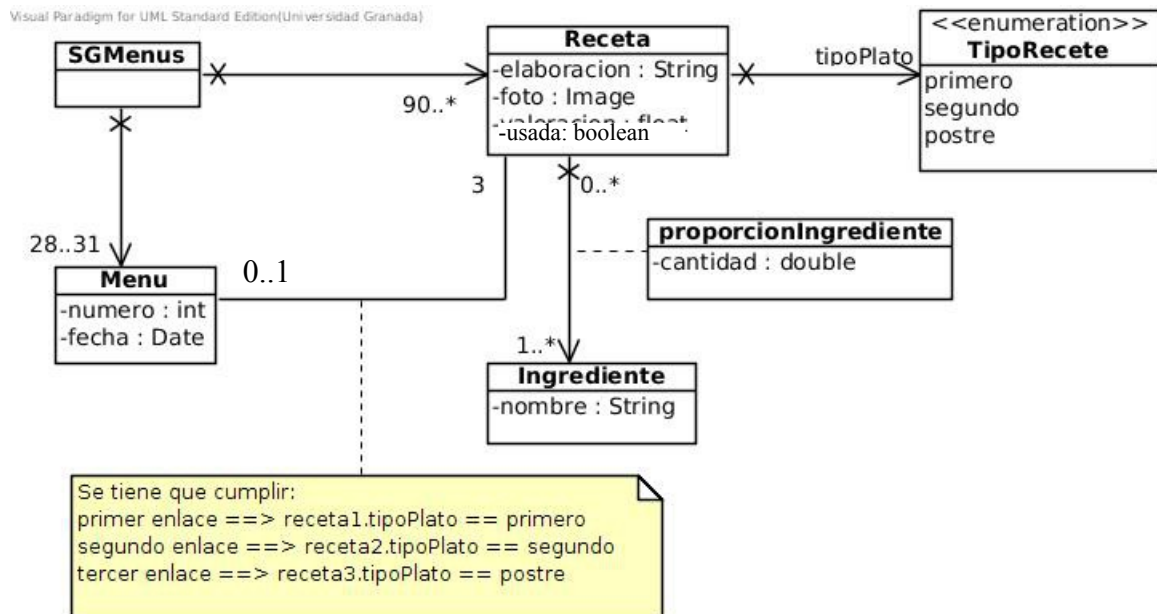 Visual Paradigm for UML Standard Edition(Universidad Granada)
SGMenus
Receta
-elaboracion : String
-foto : Image
-valoracion : float
-usada: boolean
90..*
tipoPlato
<<enumeration>>
TipoRecete
primero
segundo
postre
3
0..*
28..31
0..1
Menu
-numero : int
-fecha : Date
proporcionIngrediente
-cantidad : double
1..*
Ingrediente
-nombre : String
Se tiene que cumplir:
primer enlace ==> receta1.tipoPlato == primero
segundo enlace ==> receta2.tipoPlato == segundo
tercer enlace ==> receta3.tipoPlato == postre